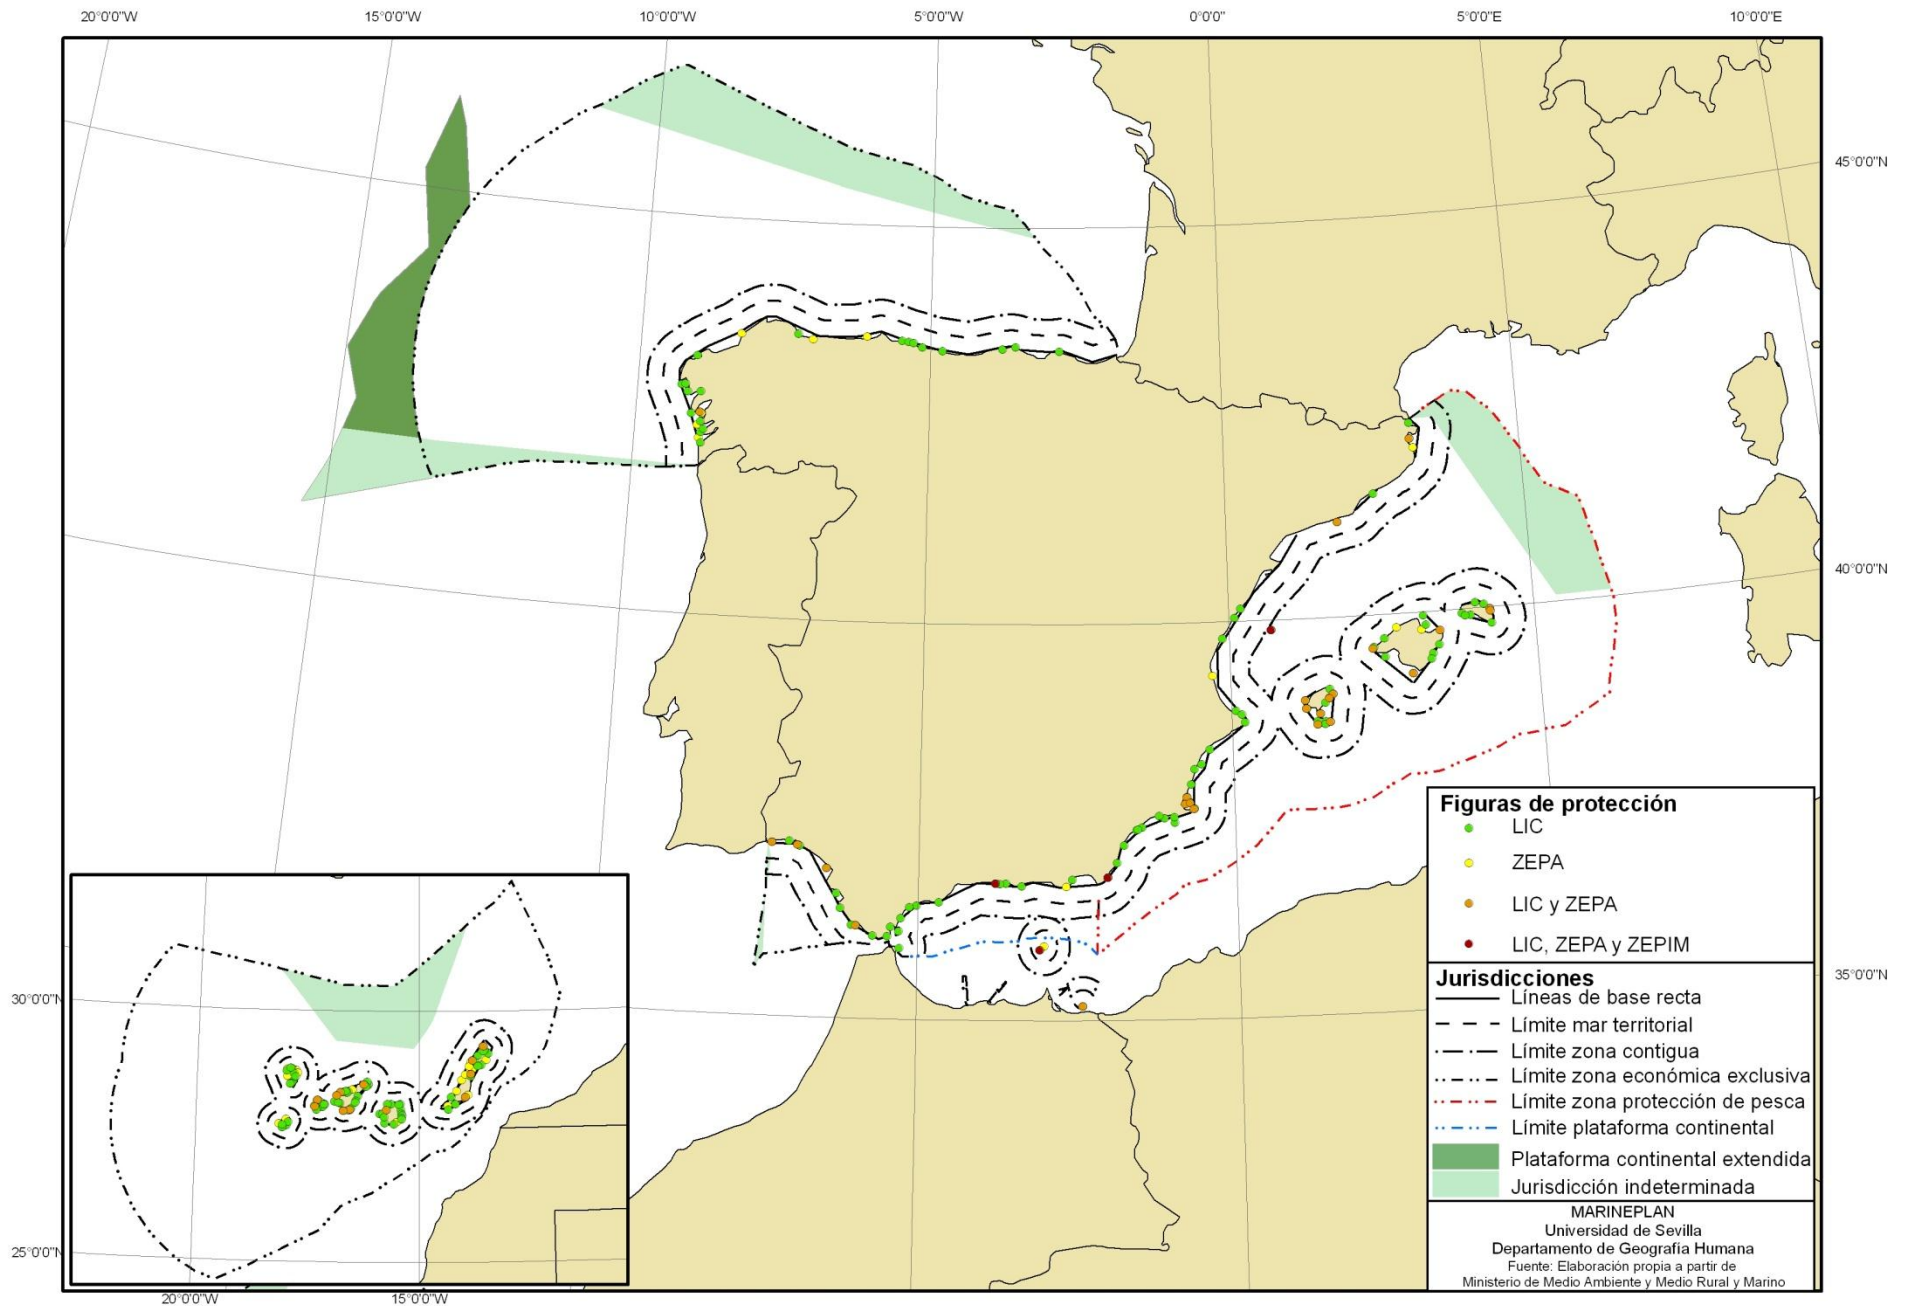 20°0'0"W
15°0'0"W
10°0'0"W
5°0'0"W
0°0'0"
5°0'0"E
10°0'0"E
45°0'0"N
40°0'0"N
35°0'0"N
30°0'0"N
25°0'0"N
20°0'0"W
15°0'0"W
Figuras de protección
LIC
ZEPA
LIC y ZEPA
LIC, ZEPA y ZEPIM
Jurisdicciones
Líneas de base recta
Límite mar territorial
Límite zona contigua
Límite zona económica exclusiva
Límite zona protección de pesca
Límite plataforma continental
Plataforma continental extendida
Jurisdicción indeterminada
MARINEPLAN
Universidad de Sevilla
Departamento de Geografía Humana
Fuente: Elaboración propia a partir de
Ministerio de Medio Ambiente y Medio Rural y Marino